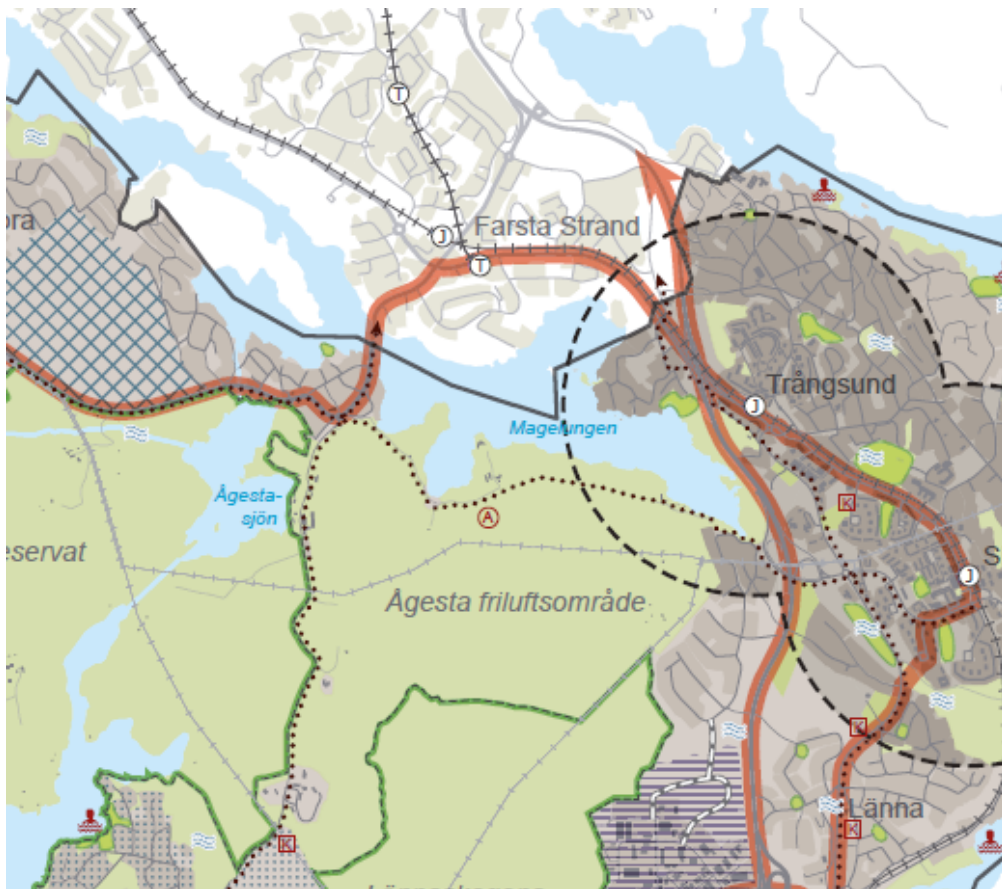 T
J
Farsta Strand
T
ora
Trångsund
J
Magelungen
Ågesta-
sjön
K
A
eservat
S
J
Ågesta friluftsområde
K
Länna
K
K